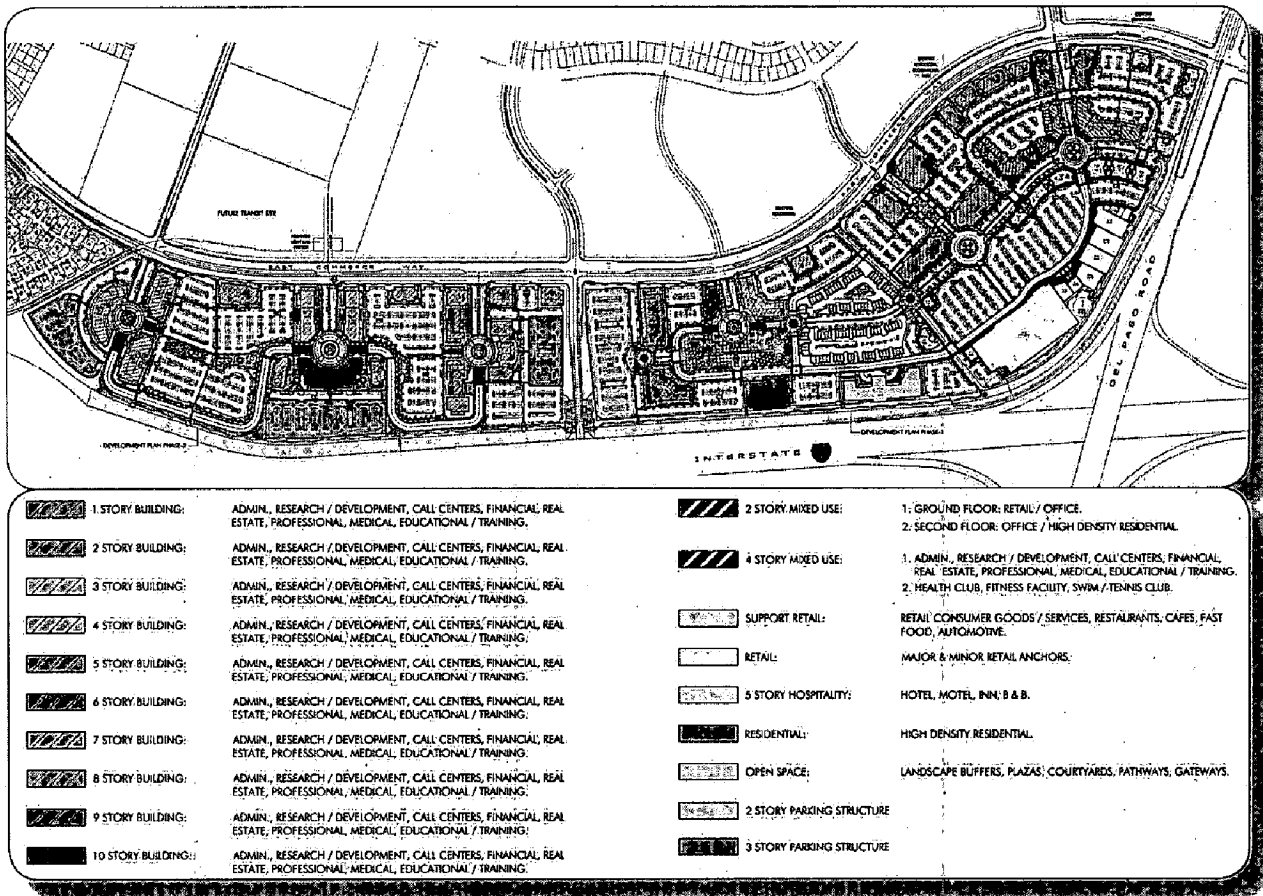 FUTURE TRANSIT SITE
EAST COMMERCE WAY
DEL PASO ROAD
DEVELOPMENT PLAN PHASE-2
DEVELOPMENT PLAN PHASE-
INTERSTATE
1 STORY BUILDING: ADMIN., RESEARCH / DEVELOPMENT, CALL CENTERS, FINANCIAL, REAL
ESTATE, PROFESSIONAL, MEDICAL, EDUCATIONAL / TRAINING.
2 STORY BUILDING: ADMIN., RESEARCH / DEVELOPMENT, CALL CENTERS, FINANCIAL, REAL
ESTATE, PROFESSIONAL, MEDICAL, EDUCATIONAL / TRAINING.
3 STORY BUILDING: ADMIN., RESEARCH / DEVELOPMENT, CALL CENTERS, FINANCIAL, REAL
ESTATE, PROFESSIONAL, MEDICAL, EDUCATIONAL / TRAINING.
4 STORY BUILDING: ADMIN., RESEARCH / DEVELOPMENT, CALL CENTERS, FINANCIAL, REAL
ESTATE, PROFESSIONAL, MEDICAL, EDUCATIONAL / TRAINING.
5 STORY BUILDING: ADMIN., RESEARCH / DEVELOPMENT, CALL CENTERS, FINANCIAL, REAL
ESTATE, PROFESSIONAL, MEDICAL, EDUCATIONAL / TRAINING.
6 STORY BUILDING: ADMIN., RESEARCH / DEVELOPMENT, CALL CENTERS, FINANCIAL, REAL
ESTATE, PROFESSIONAL, MEDICAL, EDUCATIONAL / TRAINING.
7 STORY BUILDING: ADMIN., RESEARCH / DEVELOPMENT, CALL CENTERS, FINANCIAL, REAL
ESTATE, PROFESSIONAL, MEDICAL, EDUCATIONAL / TRAINING.
8 STORY BUILDING: ADMIN., RESEARCH / DEVELOPMENT, CALL CENTERS, FINANCIAL, REAL
ESTATE, PROFESSIONAL, MEDICAL, EDUCATIONAL / TRAINING.
9 STORY BUILDING: ADMIN., RESEARCH / DEVELOPMENT, CALL CENTERS, FINANCIAL, REAL
ESTATE, PROFESSIONAL, MEDICAL, EDUCATIONAL / TRAINING.
10 STORY BUILDING: ADMIN., RESEARCH / DEVELOPMENT, CALL CENTERS, FINANCIAL, REAL
ESTATE, PROFESSIONAL, MEDICAL, EDUCATIONAL / TRAINING.
2 STORY MIXED USE: 1. GROUND FLOOR: RETAIL / OFFICE.
2. SECOND FLOOR: OFFICE / HIGH DENSITY RESIDENTIAL
4 STORY MIXED USE: 1. ADMIN., RESEARCH / DEVELOPMENT, CALL CENTERS, FINANCIAL,
REAL ESTATE, PROFESSIONAL, MEDICAL, EDUCATIONAL / TRAINING.
2. HEALTH CLUB, FITNESS FACILITY, SWIM / TENNIS CLUB.
SUPPORT RETAIL: RETAIL CONSUMER GOODS / SERVICES, RESTAURANTS, CAFES, FAST
FOOD, AUTOMOTIVE.
RETAIL: MAJOR & MINOR RETAIL ANCHORS.
5 STORY HOSPITALITY: HOTEL, MOTEL, INN, B & B.
RESIDENTIAL: HIGH DENSITY RESIDENTIAL.
OPEN SPACE: LANDSCAPE BUFFERS, PLAZAS, COURTYARDS, PATHWAYS, GATEWAYS.
2 STORY PARKING STRUCTURE
3 STORY PARKING STRUCTURE